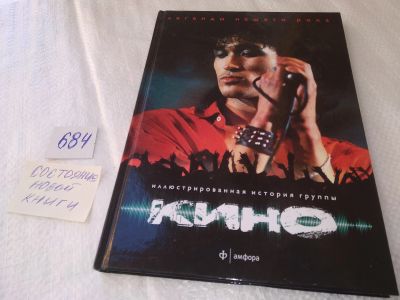 легенды нашего рока
684
СОСТОЯНИЕ
НОВОЙ
КНИГИ
иллюстрированная история группы
КИНО
амфора